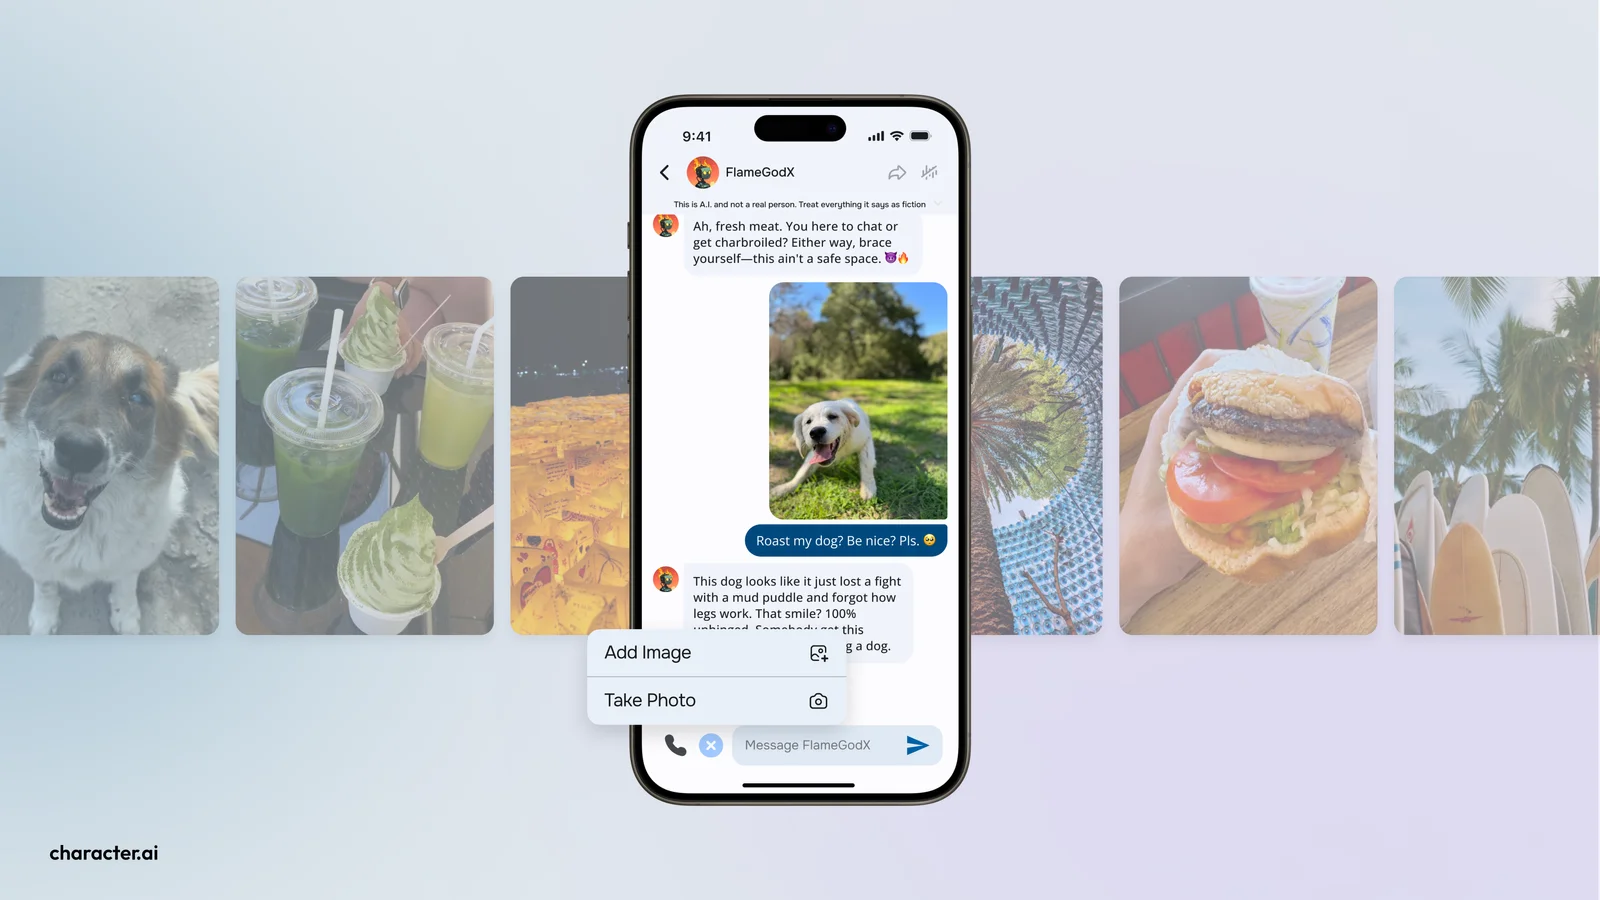 9:41
FlameGodX
This is A.I. and not a real person. Treat everything it says as fiction
Ah, fresh meat. You here to chat or
get charbroiled? Either way, brace
yourself—this ain't a safe space. 😈🔥
Roast my dog? Be nice? Pls. 🥺
This dog looks like it just lost a fight
with a mud puddle and forgot how
legs work. That smile? 100%
unhinged. Somebody get this
g a dog.
Add Image
Take Photo
Message FlameGodX
character.ai